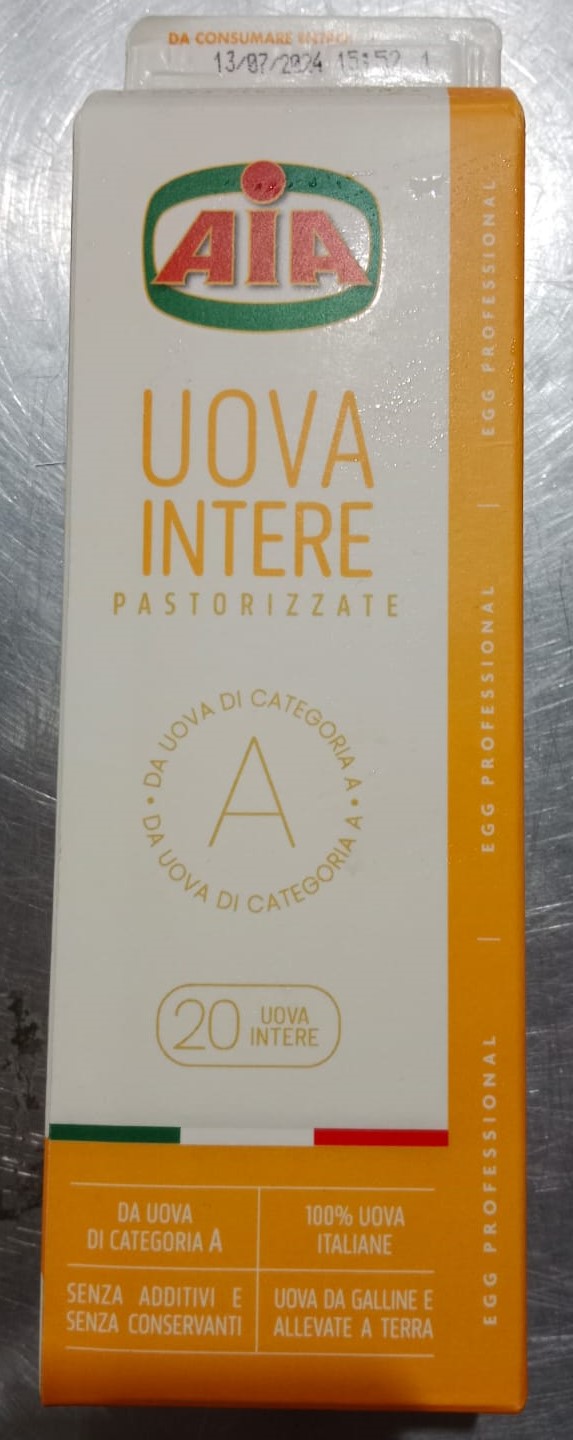 DA CONSUMARE ENTRO
13/07/2024 15:52 1
AIA
UOVA
INTERE
PASTORIZZATE
DA UOVA DI CATEGORIA A
A
DA UOVA DI CATEGORIA A
20 UOVA
INTERE
DA UOVA
DI CATEGORIA A
100% UOVA
ITALIANE
SENZA ADDITIVI E
SENZA CONSERVANTI
UOVA DA GALLINE E
ALLEVATE A TERRA
EGG PROFESSIONAL | EGG PROFESSIONAL | EGG PROFESSIONAL